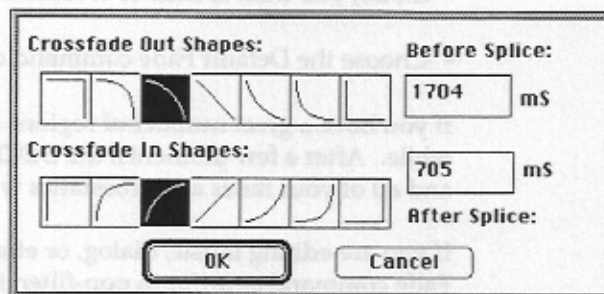 Crossfade Out Shapes:
Before Splice:
1704 mS
Crossfade In Shapes:
705 mS
After Splice:
OK
Cancel